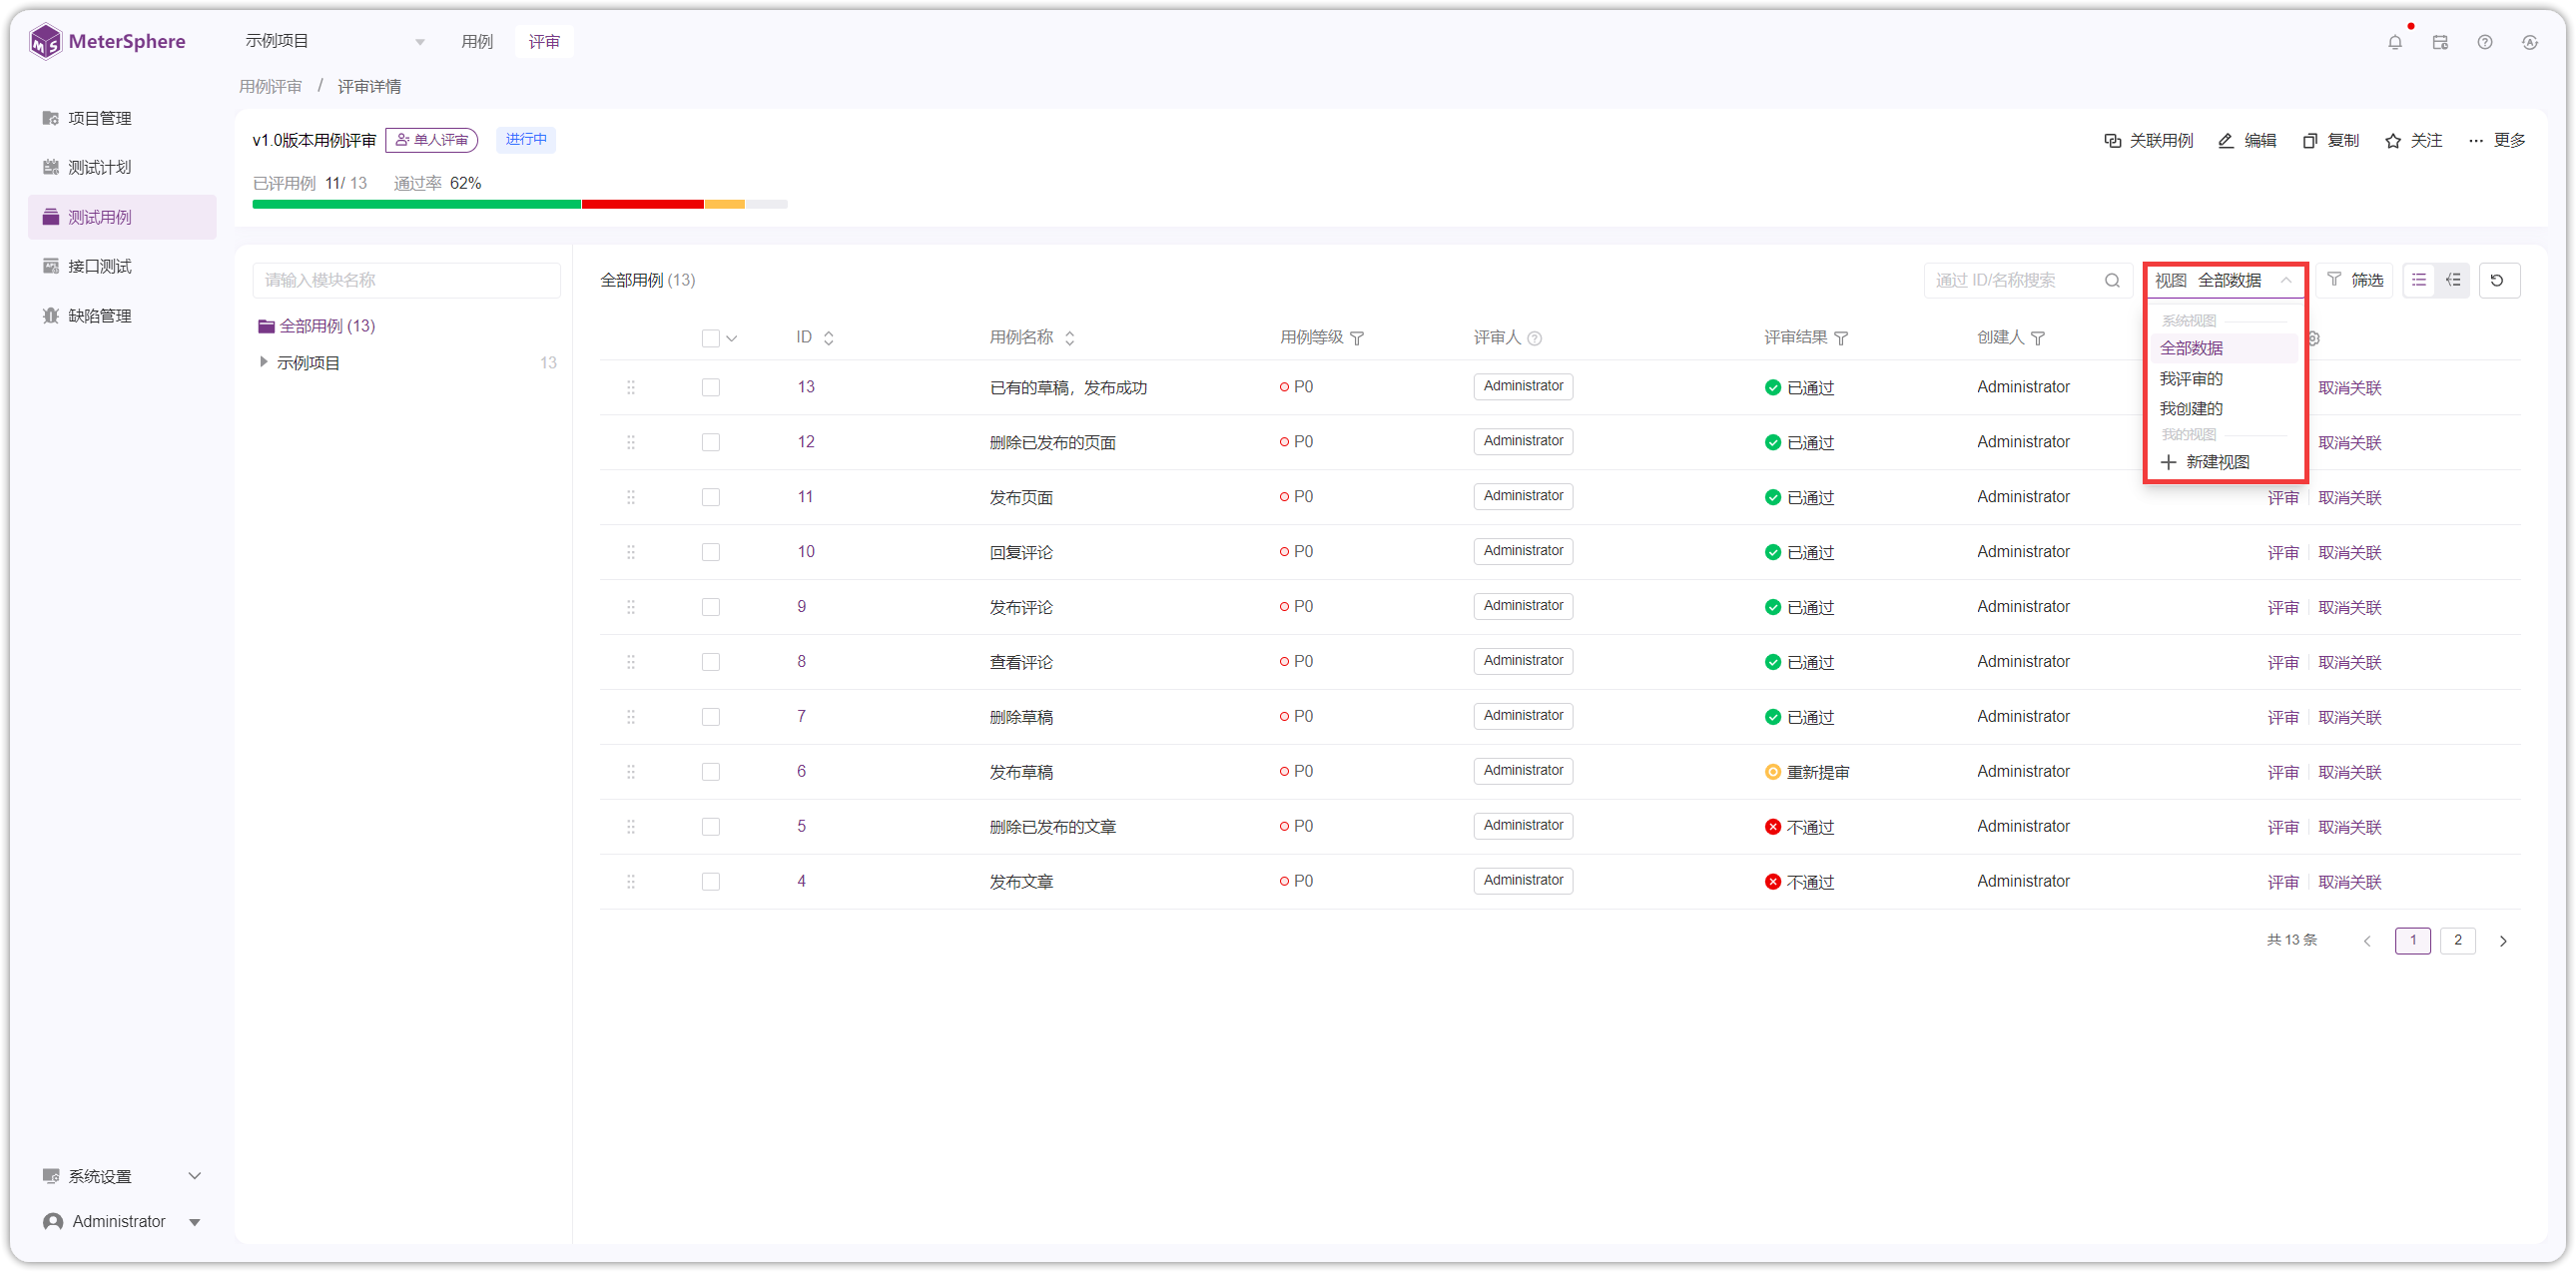 MeterSphere
示例项目 用例 评审
用例评审 / 评审详情
项目管理
测试计划
测试用例
接口测试
缺陷管理
系统设置
Administrator
v1.0版本用例评审 单人评审 进行中
关联用例 编辑 复制 关注 ... 更多
已评用例 11/ 13 通过率 62%
请输入模块名称
全部用例 (13)
示例项目 13
全部用例 (13)
通过 ID/名称搜索 视图 全部数据 筛选
系统视图
全部数据
我评审的
我创建的
我的视图
+ 新建视图
ID 用例名称 用例等级 评审人 评审结果 创建人
13 已有的草稿，发布成功 P0 Administrator 已通过 Administrator 取消关联
12 删除已发布的页面 P0 Administrator 已通过 Administrator 取消关联
11 发布页面 P0 Administrator 已通过 Administrator 评审 取消关联
10 回复评论 P0 Administrator 已通过 Administrator 评审 取消关联
9 发布评论 P0 Administrator 已通过 Administrator 评审 取消关联
8 查看评论 P0 Administrator 已通过 Administrator 评审 取消关联
7 删除草稿 P0 Administrator 已通过 Administrator 评审 取消关联
6 发布草稿 P0 Administrator 重新提审 Administrator 评审 取消关联
5 删除已发布的文章 P0 Administrator 不通过 Administrator 评审 取消关联
4 发布文章 P0 Administrator 不通过 Administrator 评审 取消关联
共 13 条 1 2